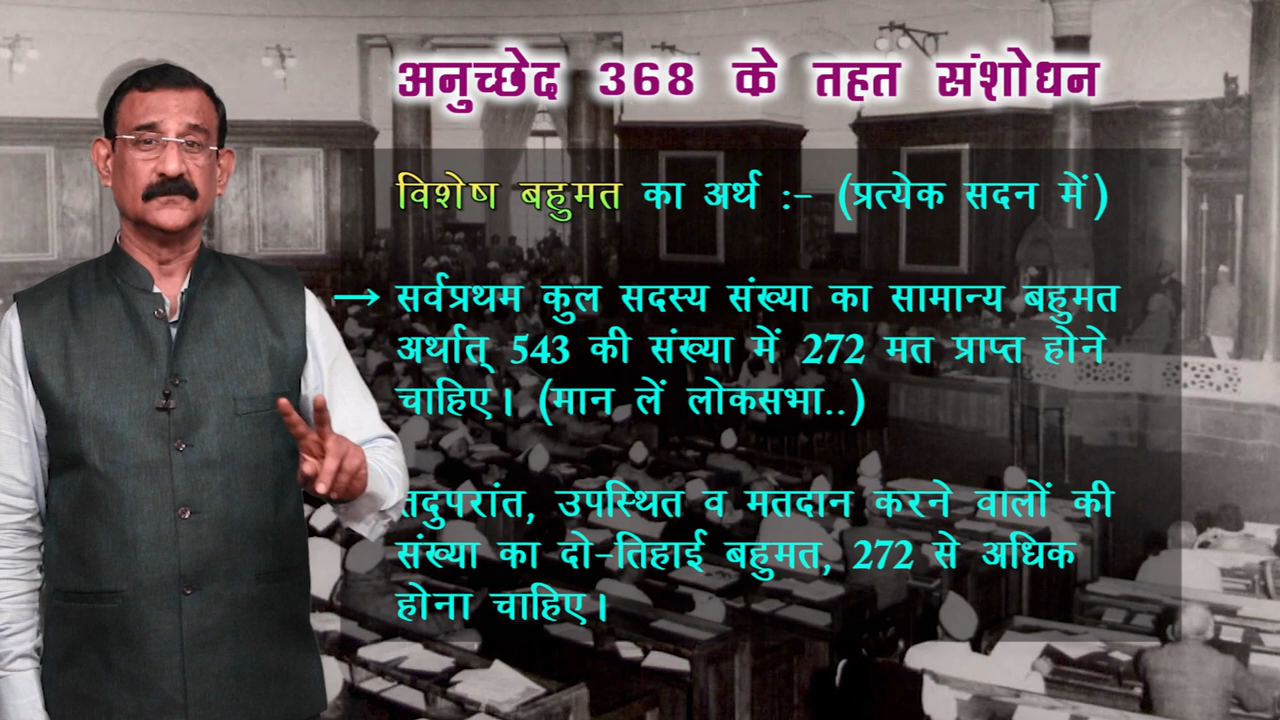 अनुच्छेद 368 के तहत संशोधन
विशेष बहुमत का अर्थ :- (प्रत्येक सदन में)
→ सर्वप्रथम कुल सदस्य संख्या का सामान्य बहुमत
अर्थात् 543 की संख्या में 272 मत प्राप्त होने
चाहिए। (मान लें लोकसभा..)
तदुपरांत, उपस्थित व मतदान करने वालों की
संख्या का दो-तिहाई बहुमत, 272 से अधिक
होना चाहिए।